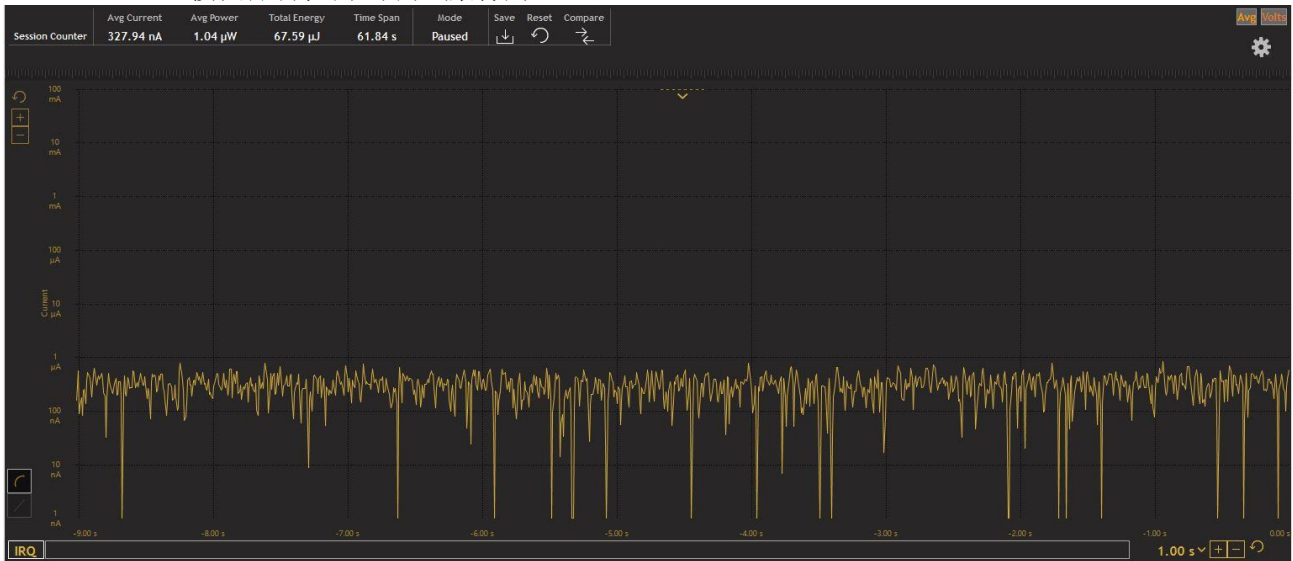 Avg Current Avg Power Total Energy Time Span Mode Save Reset Compare
Session Counter 327.94 nA 1.04 µW 67.59 µJ 61.84 s Paused
Avg Volts
100
mA
10
mA
1
mA
100
µA
Current
10
µA
1
µA
100
nA
10
nA
1
nA
-9.00 s -8.00 s -7.00 s -6.00 s -5.00 s -4.00 s -3.00 s -2.00 s -1.00 s 0.00 s
IRQ 1.00 s